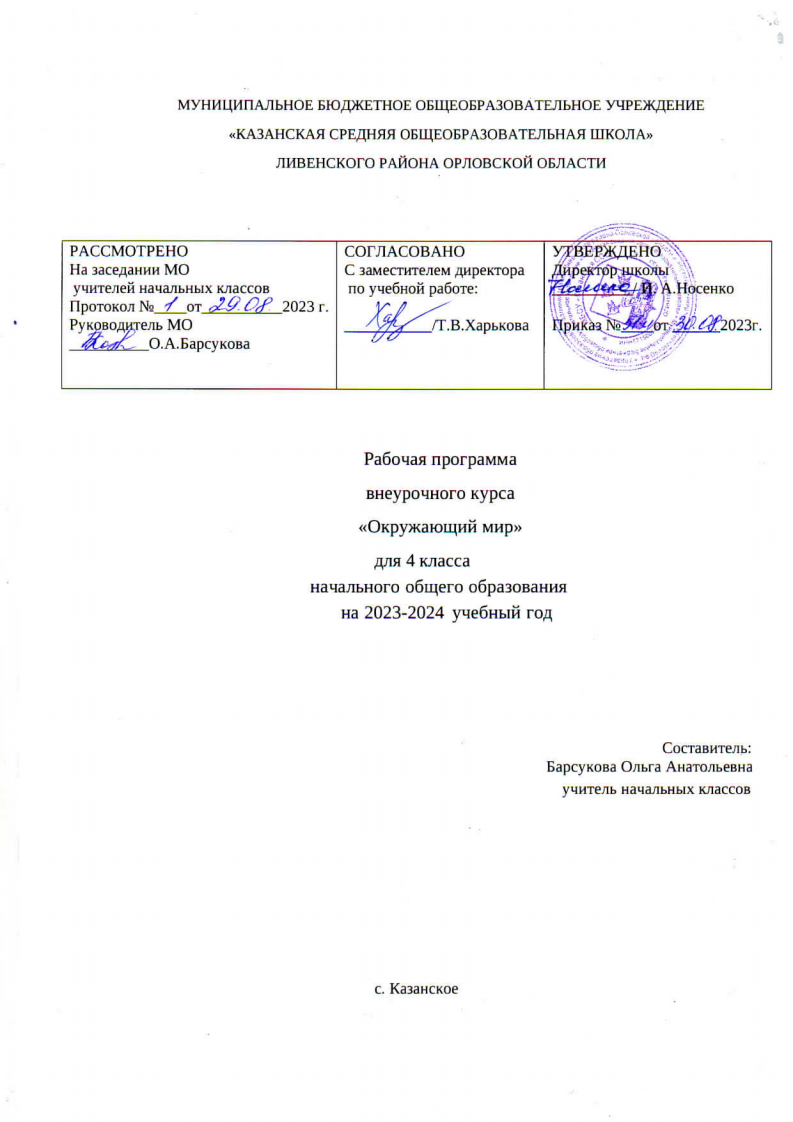 МУНИЦИПАЛЬНОЕ БЮДЖЕТНОЕ ОБЩЕОБРАЗОВАТЕЛЬНОЕ УЧРЕЖДЕНИЕ
«КАЗАНСКАЯ СРЕДНЯЯ ОБЩЕОБРАЗОВАТЕЛЬНАЯ ШКОЛА»
ЛИВЕНСКОГО РАЙОНА ОРЛОВСКОЙ ОБЛАСТИ
РАССМОТРЕНО
На заседании МО
учителей начальных классов
Протокол № 1 от 29.08 2023 г.
Руководитель МО
О.А.Барсукова
СОГЛАСОВАНО
С заместителем директора
по учебной работе:
/Т.В.Харькова
УТВЕРЖДЕНО
Директор школы
/И. А.Носенко
Приказ № от 30.08 2023г.
Рабочая программа
внеурочного курса
«Окружающий мир»
для 4 класса
начального общего образования
на 2023-2024 учебный год
Составитель:
Барсукова Ольга Анатольевна
учитель начальных классов
с. Казанское